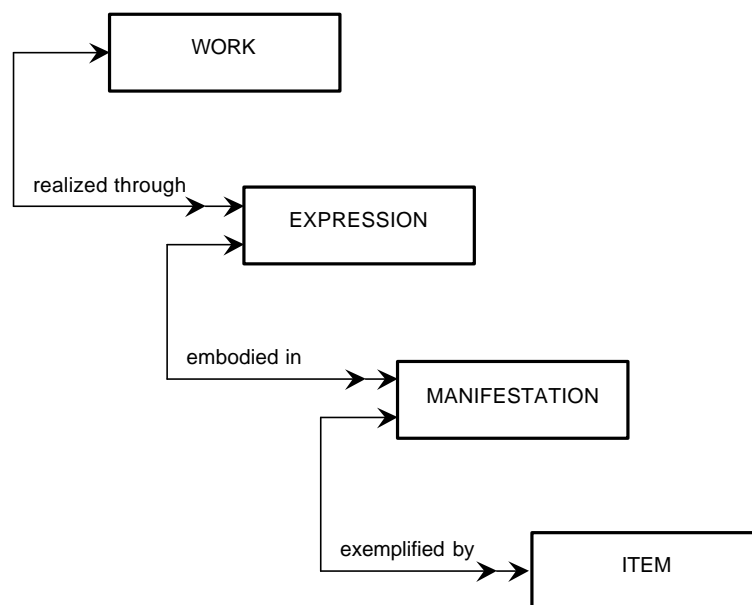 WORK
realized through
EXPRESSION
embodied in
MANIFESTATION
exemplified by
ITEM